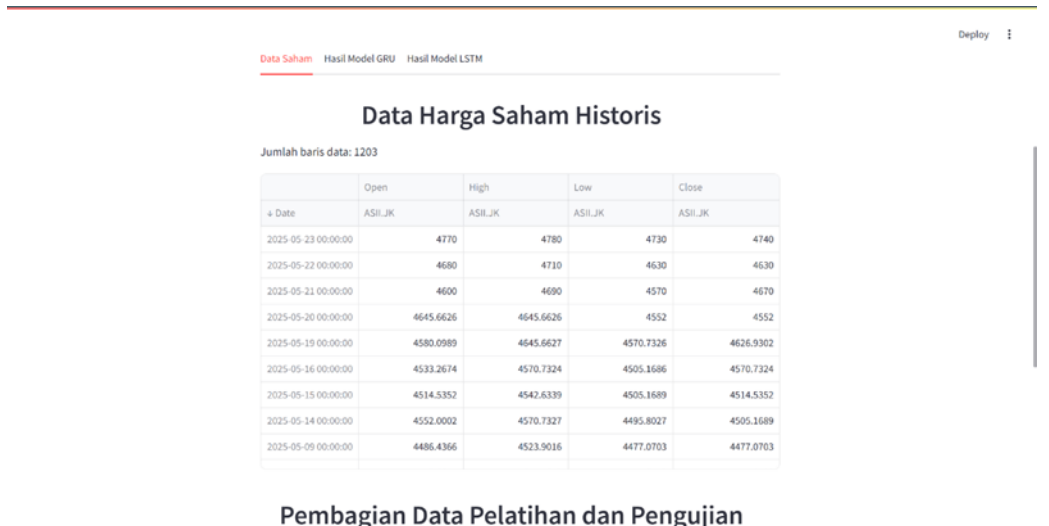 Deploy
Data Saham Hasil Model GRU Hasil Model LSTM
Data Harga Saham Historis
Jumlah baris data: 1203
Open High Low Close
↓ Date ASII.JK ASII.JK ASII.JK ASII.JK
2025-05-23 00:00:00 4770 4780 4730 4740
2025-05-22 00:00:00 4680 4710 4630 4630
2025-05-21 00:00:00 4600 4690 4570 4670
2025-05-20 00:00:00 4645.6626 4645.6626 4552 4552
2025-05-19 00:00:00 4580.0989 4645.6627 4570.7326 4626.9302
2025-05-16 00:00:00 4533.2674 4570.7324 4505.1686 4570.7324
2025-05-15 00:00:00 4514.5352 4542.6339 4505.1689 4514.5352
2025-05-14 00:00:00 4552.0002 4570.7327 4495.8027 4505.1689
2025-05-09 00:00:00 4486.4366 4523.9016 4477.0703 4477.0703
Pembagian Data Pelatihan dan Pengujian